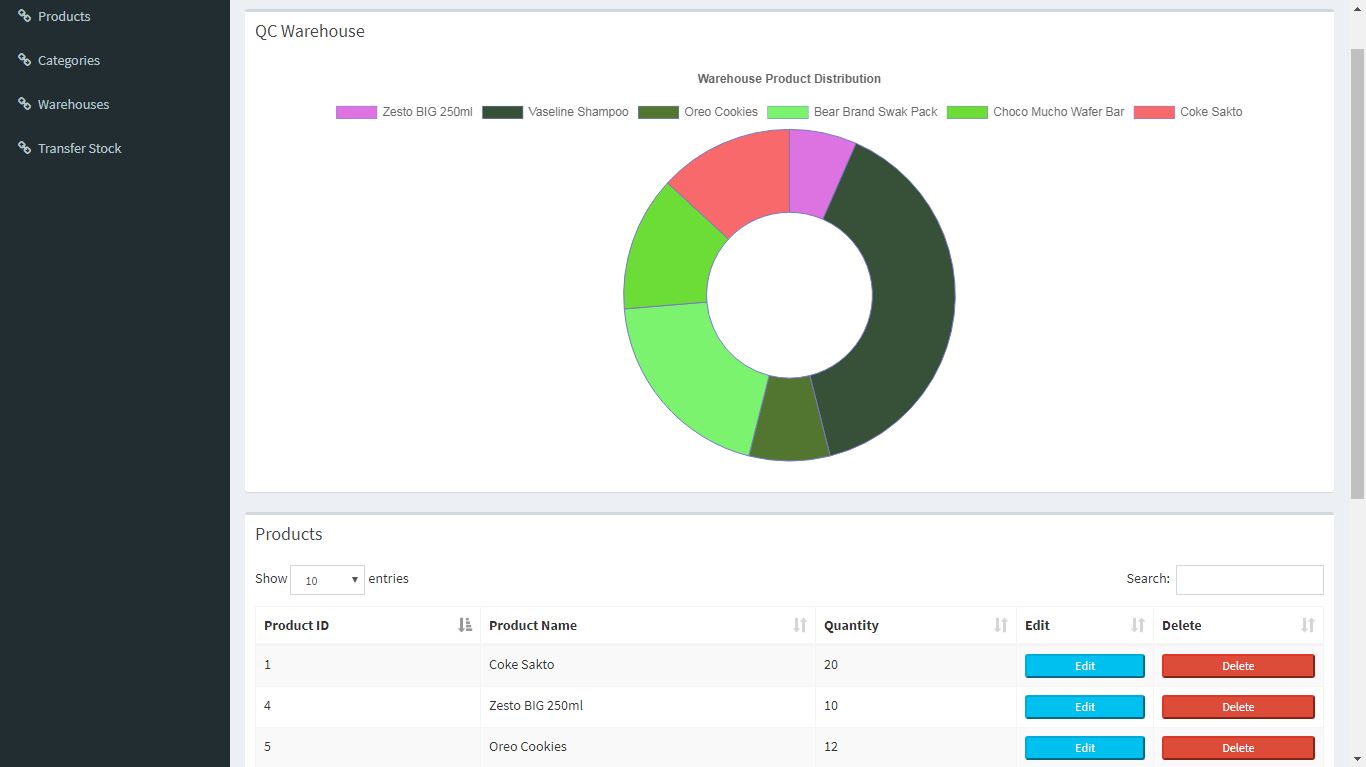 Products
Categories
Warehouses
Transfer Stock
QC Warehouse
Warehouse Product Distribution
Zesto BIG 250ml Vaseline Shampoo Oreo Cookies Bear Brand Swak Pack Choco Mucho Wafer Bar Coke Sakto
Products
Show 10 entries Search:
Product ID Product Name Quantity Edit Delete
1 Coke Sakto 20 Edit Delete
4 Zesto BIG 250ml 10 Edit Delete
5 Oreo Cookies 12 Edit Delete